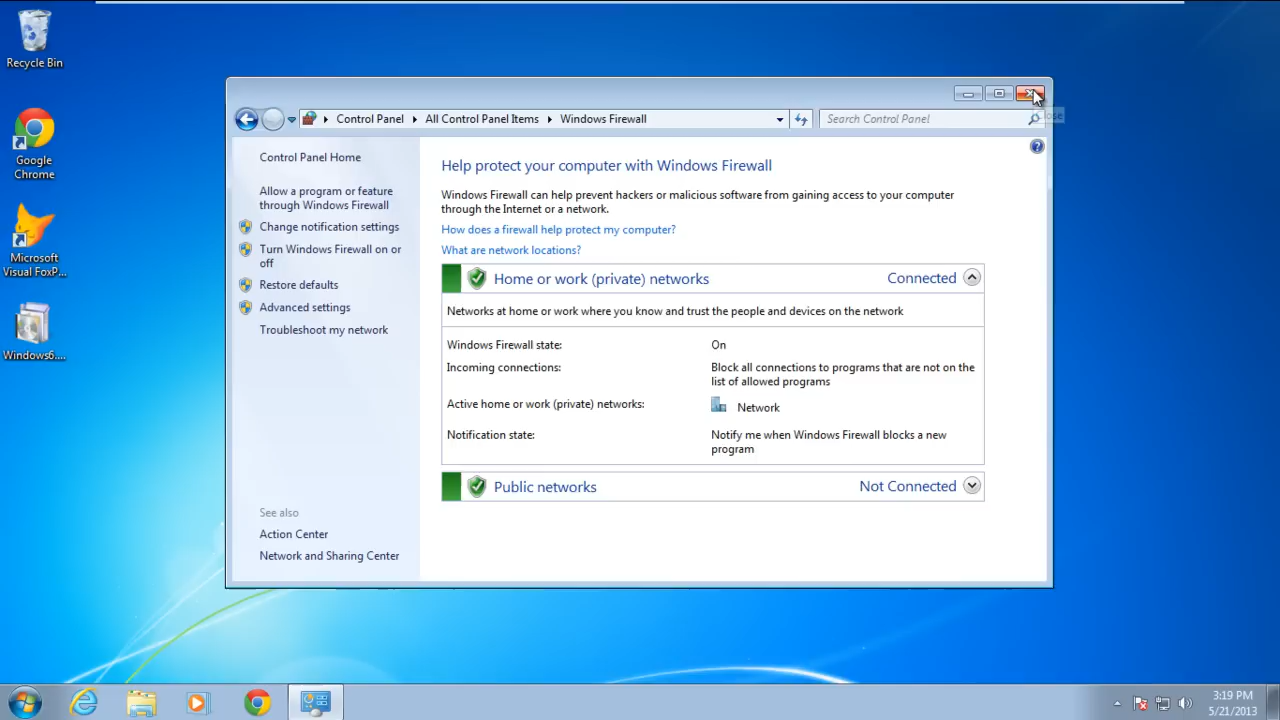 Recycle Bin
Google
Chrome
Microsoft
Visual FoxP...
Windows6....
Control Panel
All Control Panel Items
Windows Firewall
Search Control Panel
Control Panel Home
Allow a program or feature
through Windows Firewall
Change notification settings
Turn Windows Firewall on or
off
Restore defaults
Advanced settings
Troubleshoot my network
See also
Action Center
Network and Sharing Center
Help protect your computer with Windows Firewall
Windows Firewall can help prevent hackers or malicious software from gaining access to your computer
through the Internet or a network.
How does a firewall help protect my computer?
What are network locations?
Home or work (private) networks Connected
Networks at home or work where you know and trust the people and devices on the network
Windows Firewall state: On
Incoming connections: Block all connections to programs that are not on the
list of allowed programs
Active home or work (private) networks: Network
Notification state: Notify me when Windows Firewall blocks a new
program
Public networks Not Connected
3:19 PM
5/21/2013